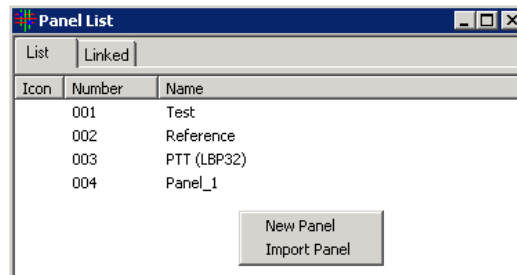 Panel List
List Linked
Icon Number Name
001 Test
002 Reference
003 PTT (LBP32)
004 Panel_1
New Panel
Import Panel